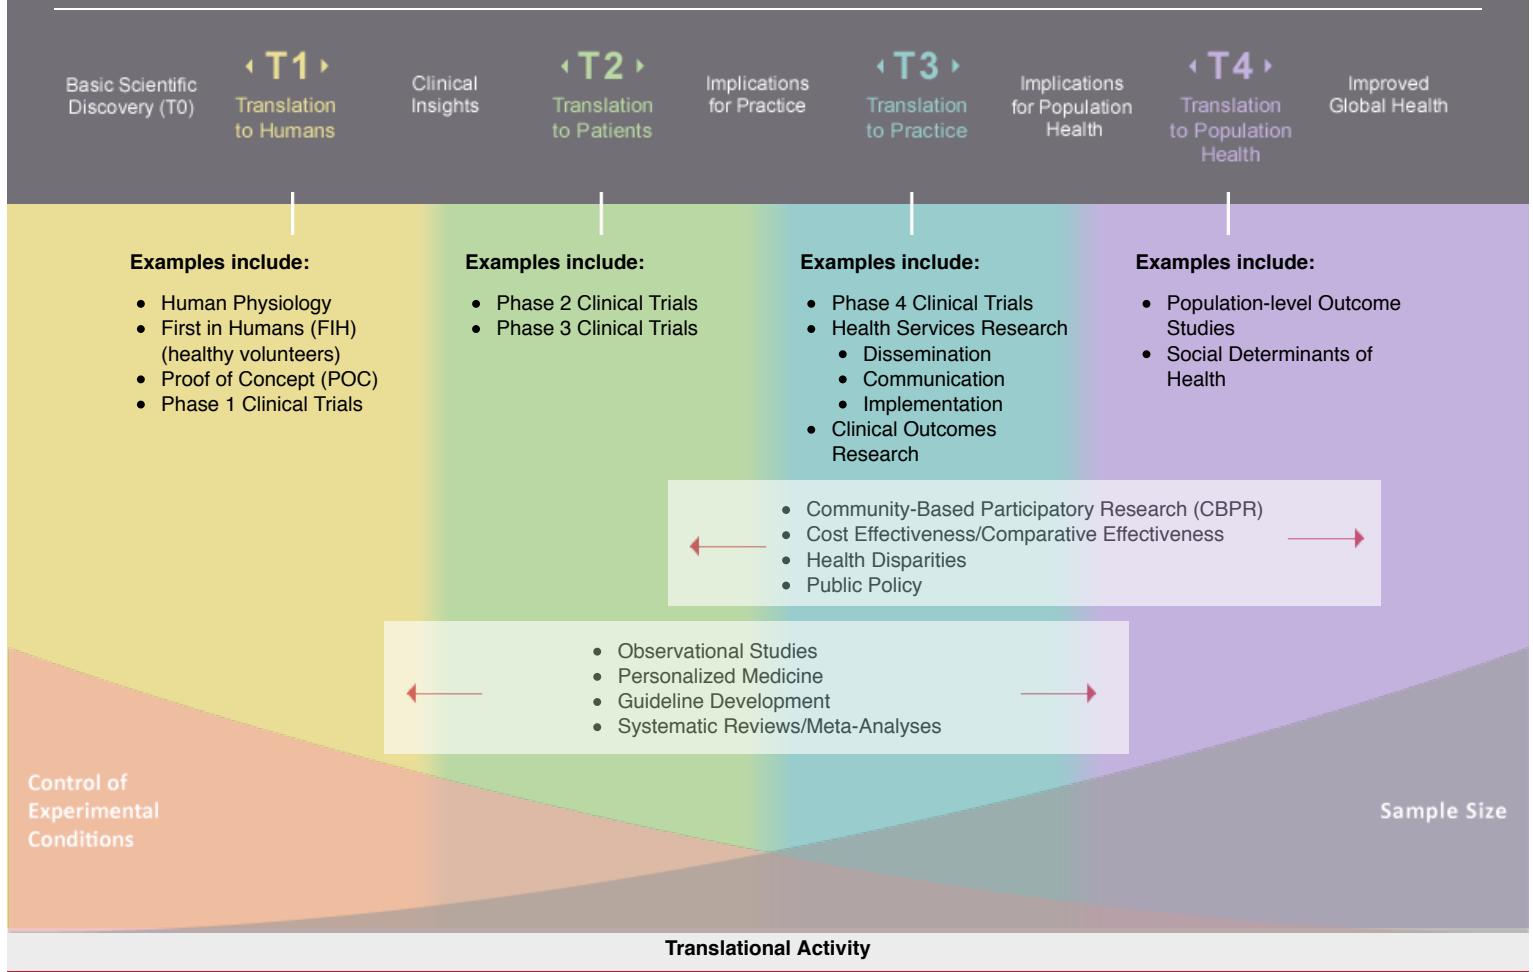 Basic Scientific
Discovery (T0)
T1
Translation
to Humans
Clinical
Insights
T2
Translation
to Patients
Implications
for Practice
T3
Translation
to Practice
Implications
for Population
Health
T4
Translation
to Population
Health
Improved
Global Health
Examples include:
• Human Physiology
• First in Humans (FIH)
(healthy volunteers)
• Proof of Concept (POC)
• Phase 1 Clinical Trials
Examples include:
• Phase 2 Clinical Trials
• Phase 3 Clinical Trials
Examples include:
• Phase 4 Clinical Trials
• Health Services Research
• Dissemination
• Communication
• Implementation
• Clinical Outcomes
Research
Examples include:
• Population-level Outcome
Studies
• Social Determinants of
Health
• Community-Based Participatory Research (CBPR)
• Cost Effectiveness/Comparative Effectiveness
• Health Disparities
• Public Policy
• Observational Studies
• Personalized Medicine
• Guideline Development
• Systematic Reviews/Meta-Analyses
Control of
Experimental
Conditions
Sample Size
Translational Activity